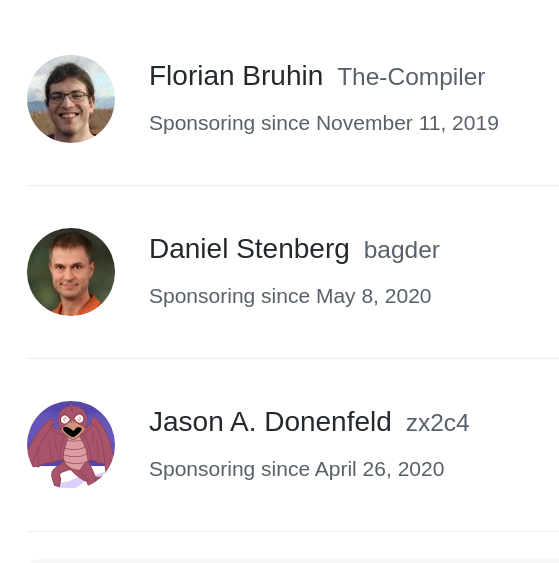 Florian Bruhin The-Compiler
Sponsoring since November 11, 2019
Daniel Stenberg bagder
Sponsoring since May 8, 2020
Jason A. Donenfeld zx2c4
Sponsoring since April 26, 2020